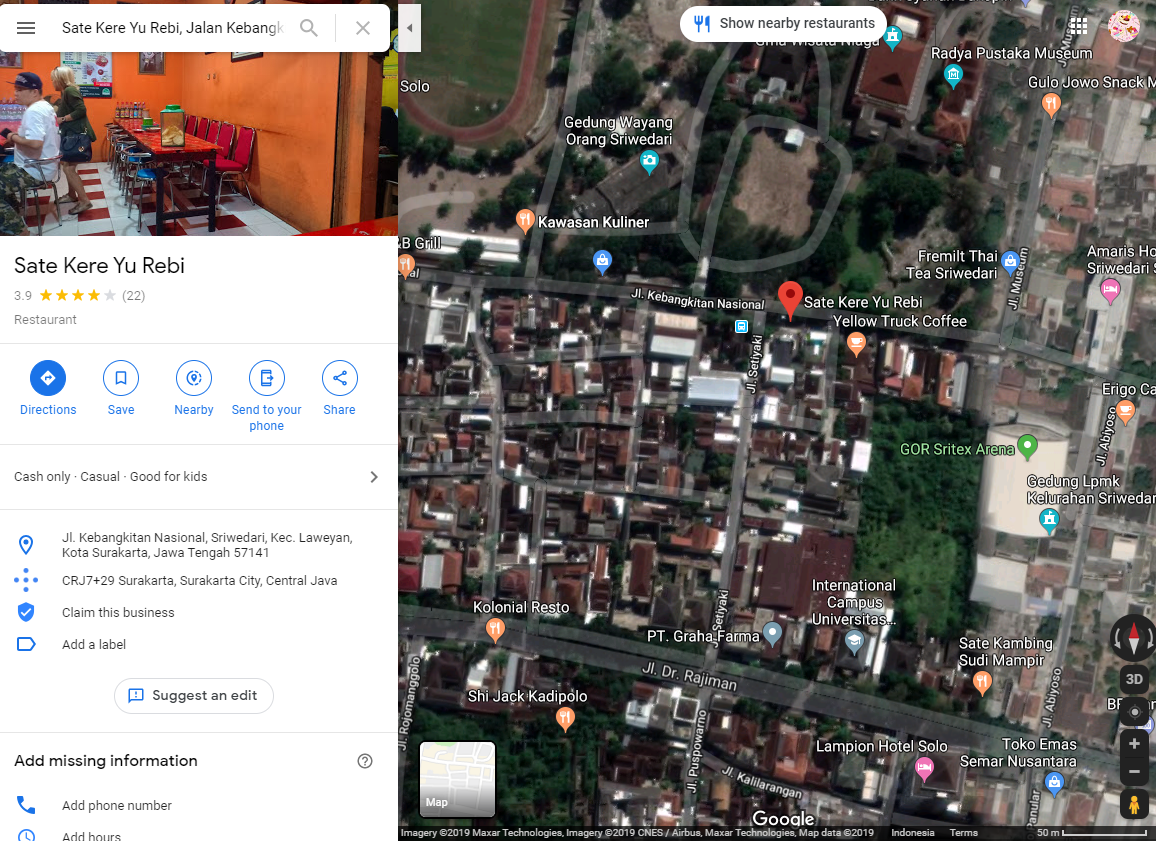 Sate Kere Yu Rebi, Jalan Kebangk
Sate Kere Yu Rebi
3.9
(22)
Restaurant
Directions
Save
Nearby
Send to your
phone
Share
Cash only · Casual · Good for kids
Jl. Kebangkitan Nasional, Sriwedari, Kec. Laweyan,
Kota Surakarta, Jawa Tengah 57141
CRJ7+29 Surakarta, Surakarta City, Central Java
Claim this business
Add a label
Suggest an edit
Add missing information
Add phone number
Add hours
Show nearby restaurants
Radya Pustaka Museum
Gulo Jowo Snack M
Solo
Gedung Wayang
Orang Sriwedari
Kawasan Kuliner
&B Grill
Fremilt Thai
Tea Sriwedari
Jl. Museum
Amaris Ho
Sriwedari S
Jl. Kebangkitan Nasional
Sate Kere Yu Rebi
Yellow Truck Coffee
Jl. Setiyaki
Erigo Ca
Jl. Abiyoso
GOR Sritex Arena
Gedung Lpmk
Kelurahan Sriwedar
International
Campus
Universitas...
Kolonial Resto
Setiyaki
PT. Graha Farma
Sate Kambing
Sudi Mampir
Jl. Dr. Rajiman
Jl. Rojomanggolo
Shi Jack Kadipolo
Jl. Abiyoso
3D
Jl. Puspowarno
Lampion Hotel Solo
Toko Emas
Semar Nusantara
Jl. Kalilarangan
Panular
Map
Google
Imagery ©2019 Maxar Technologies, Imagery ©2019 CNES / Airbus, Maxar Technologies, Map data ©2019
Indonesia
Terms
50 m